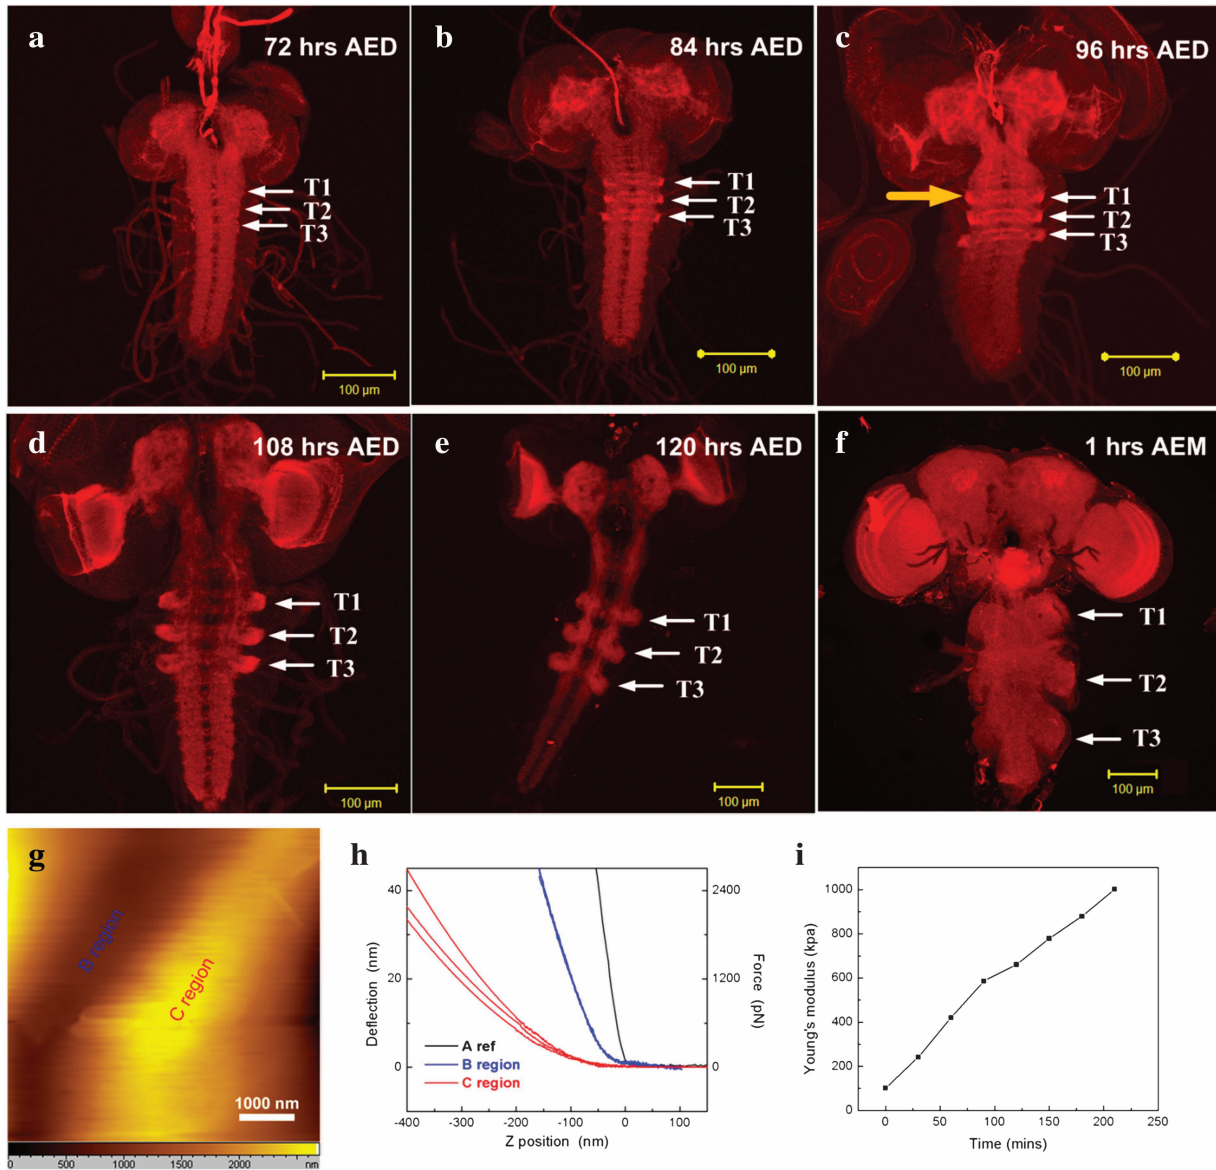 a
72 hrs AED
T1
T2
T3
100 µm
b
84 hrs AED
T1
T2
T3
100 µm
c
96 hrs AED
T1
T2
T3
100 µm
d
108 hrs AED
T1
T2
T3
100 µm
e
120 hrs AED
T1
T2
T3
100 µm
f
1 hrs AEM
T1
T2
T3
100 µm
g
B region
C region
1000 nm
0 500 1000 2000 nm
h
40
20
0
Deflection (nm)
2400
1200
0
Force (pN)
A ref
B region
C region
-400 -300 -200 -100 0 100
Z position (nm)
i
1000
800
600
400
200
0
Young's modulus (kpa)
0 50 100 150 200 250
Time (mins)